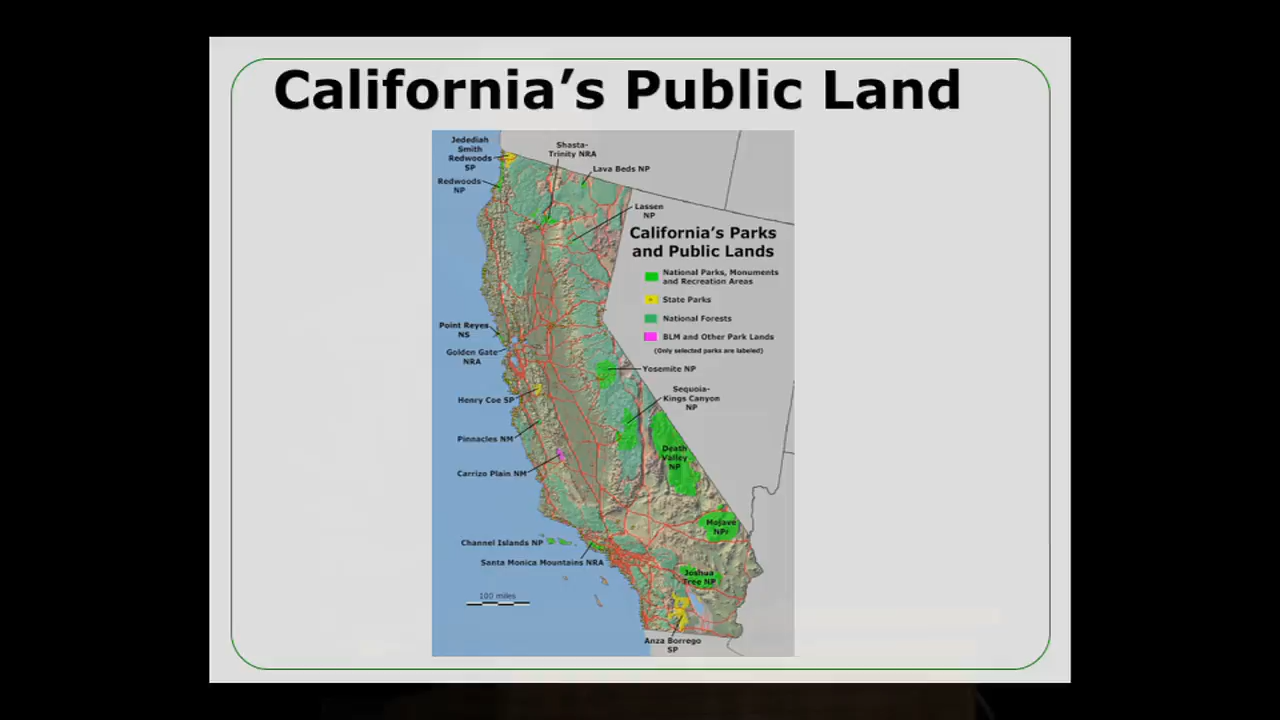 California's Public Land
Jedediah
Smith
Redwoods
SP
Shasta-
Trinity NRA
Lava Beds NP
Redwoods
NP
Lassen
NP
California's Parks
and Public Lands
National Parks, Monuments
and Recreation Areas
State Parks
National Forests
BLM and Other Park Lands
(Only selected parks are labeled)
Point Reyes
NS
Golden Gate
NRA
Yosemite NP
Sequoia-
Kings Canyon
NP
Henry Coe SP
Pinnacles NM
Death
Valley
NP
Carrizo Plain NM
Mojave
Channel Islands NP
Santa Monica Mountains NRA
Joshua
Tree NP
100 miles
Anza Borrego
SP